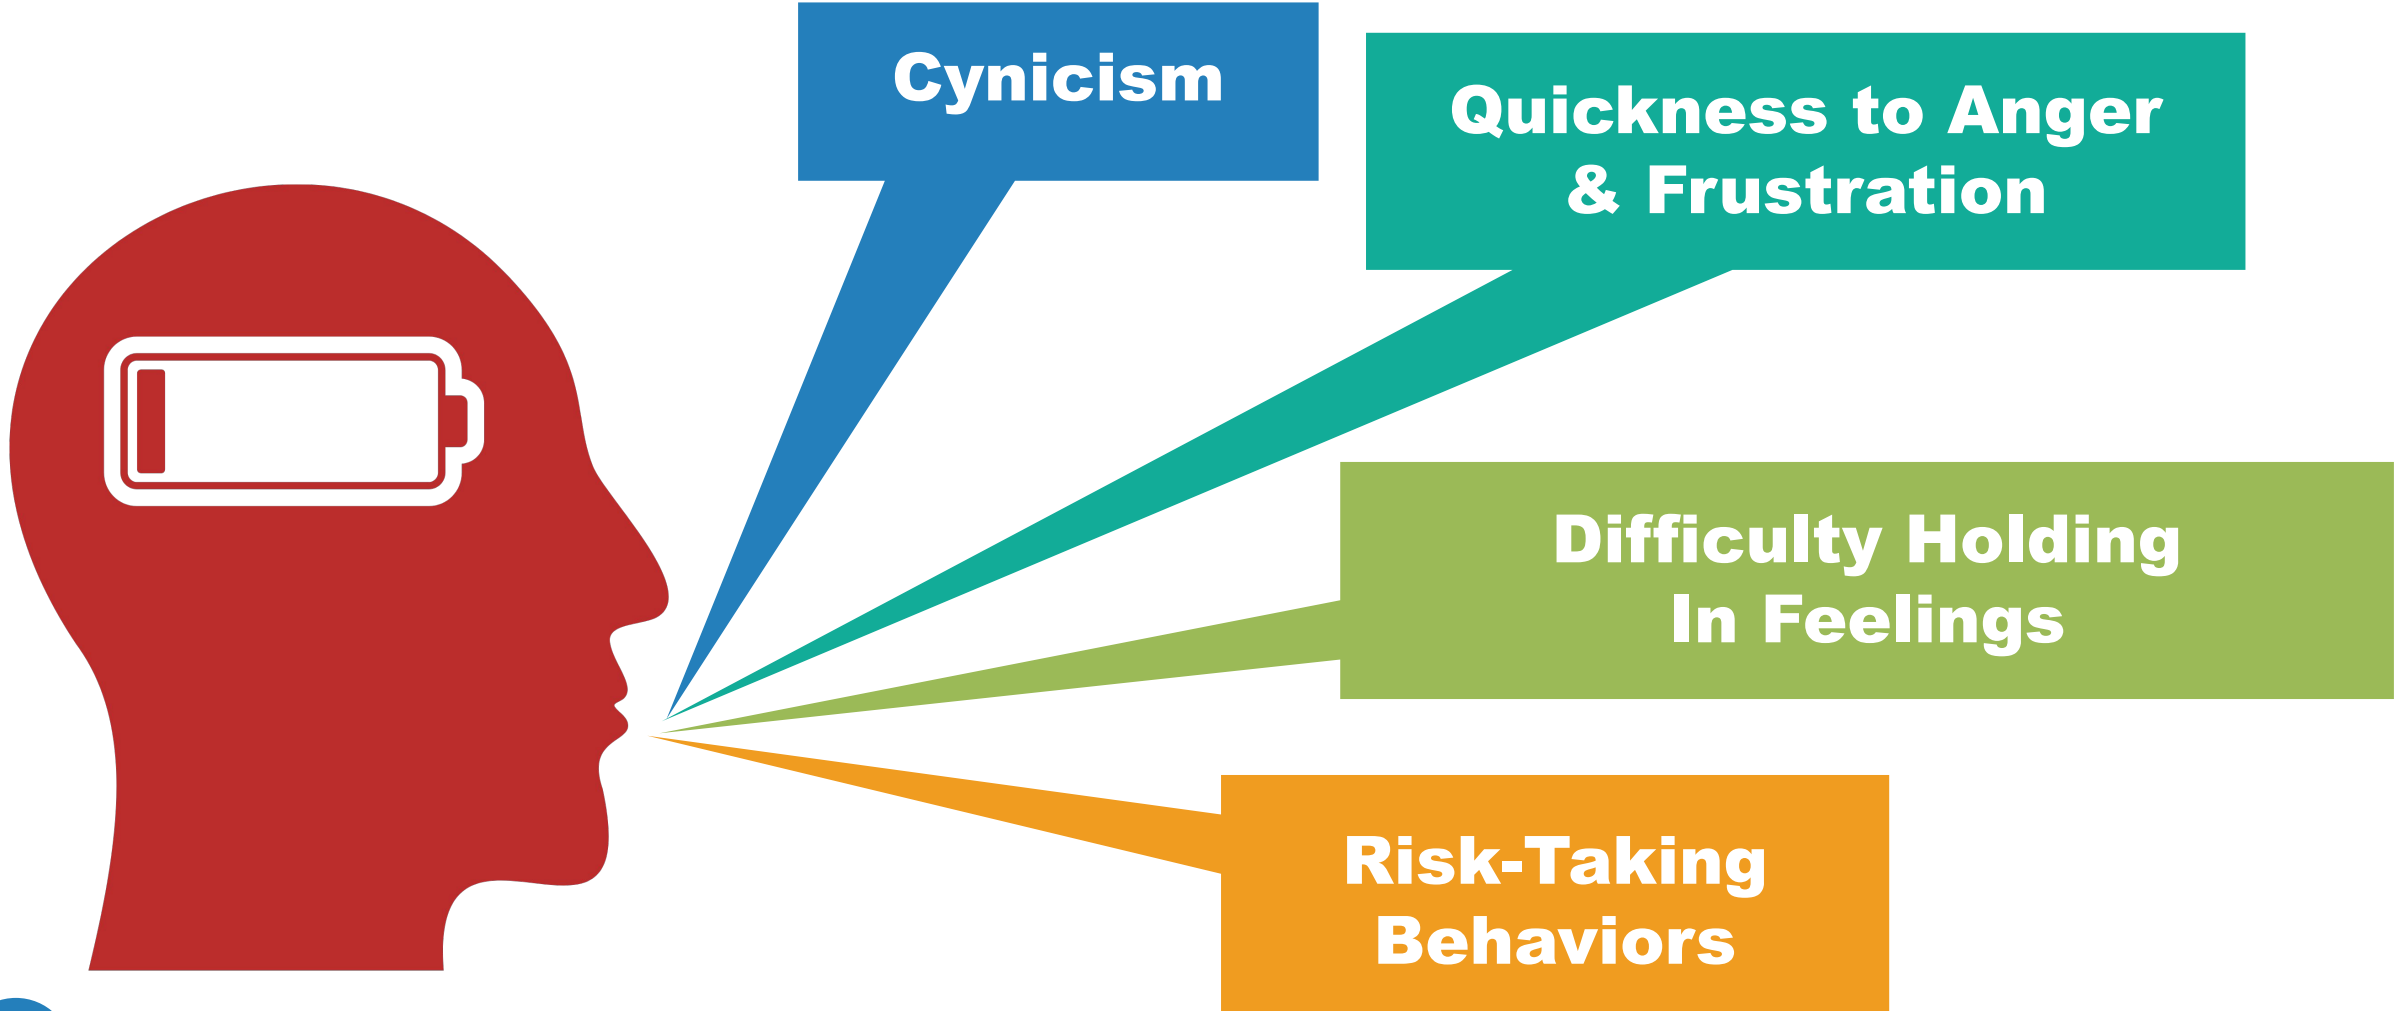 Cynicism
Quickness to Anger
& Frustration
Difficulty Holding
In Feelings
Risk-Taking
Behaviors